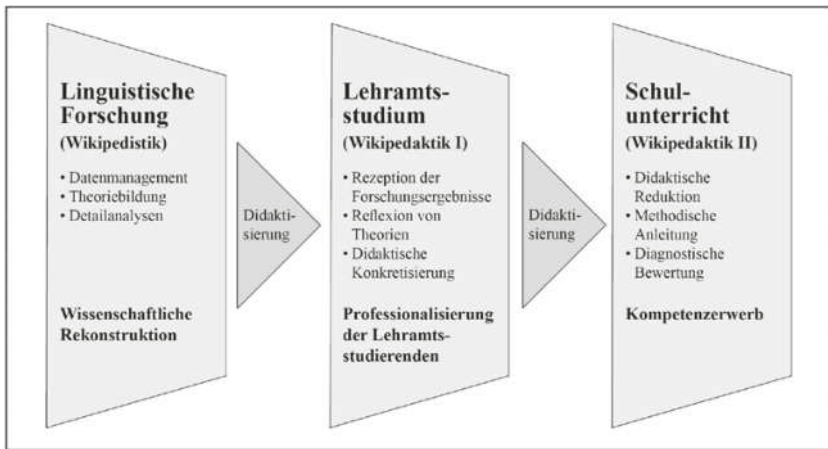 Linguistische
Forschung
(Wikipedistik)
• Datenmanagement
• Theoriebildung
• Detailanalysen
Wissenschaftliche
Rekonstruktion
Didakti-
sierung
Lehramts-
studium
(Wikipedaktik I)
• Rezeption der
Forschungsergebnisse
• Reflexion von
Theorien
• Didaktische
Konkretisierung
Professionalisierung
der Lehramts-
studierenden
Didakti-
sierung
Schul-
unterricht
(Wikipedaktik II)
• Didaktische
Reduktion
• Methodische
Anleitung
• Diagnostische
Bewertung
Kompetenzerwerb